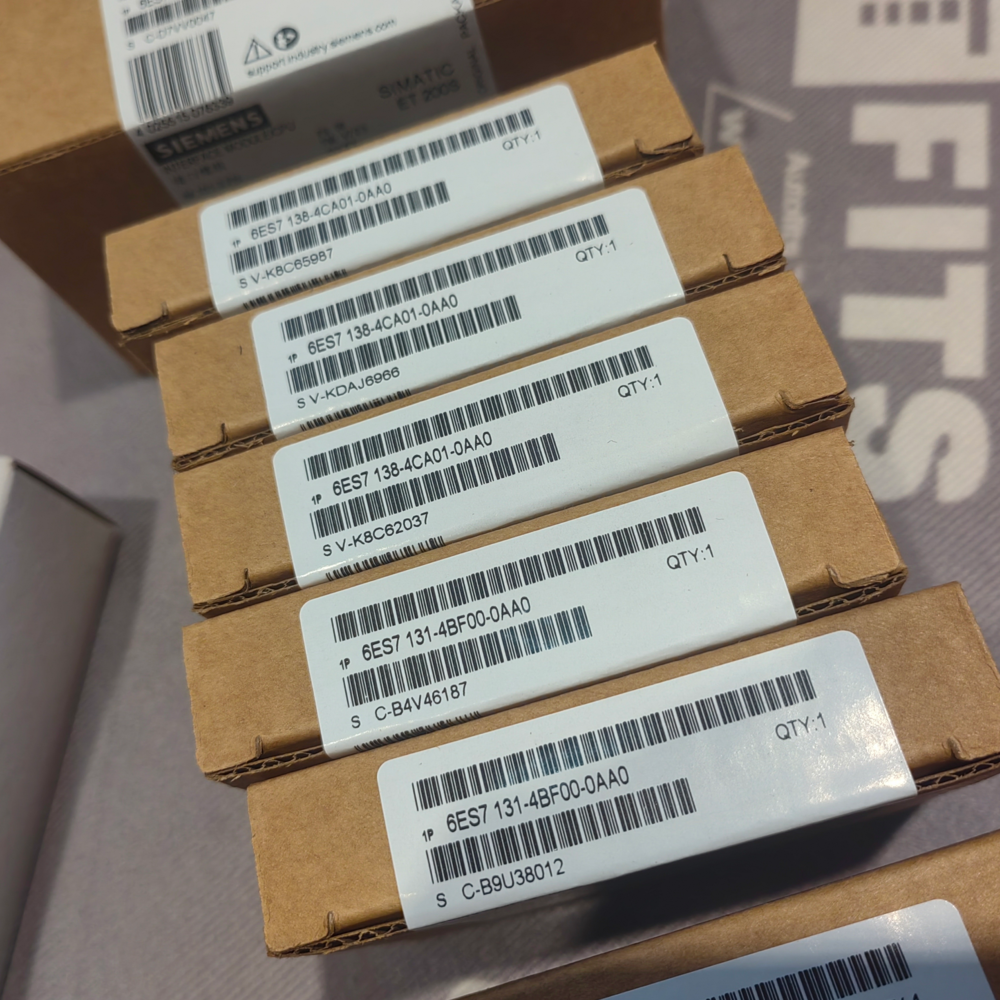 S C-D7VV0D47
support.industry.siemens.com
SIEMENS
SIMATIC
ET 200S
QTY:1
1P 6ES7 138-4CA01-0AA0
S V-K8C65987
QTY:1
1P 6ES7 138-4CA01-0AA0
S V-KDAJ6966
QTY:1
1P 6ES7 138-4CA01-0AA0
S V-K8C62037
QTY:1
1P 6ES7 131-4BF00-0AA0
S C-B4V46187
QTY:1
1P 6ES7 131-4BF00-0AA0
S C-B9U38012
FITS